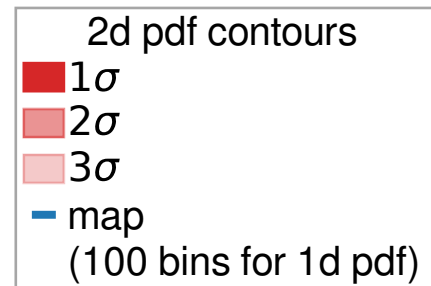 2d pdf contours
1σ
2σ
3σ
map
(100 bins for 1d pdf)